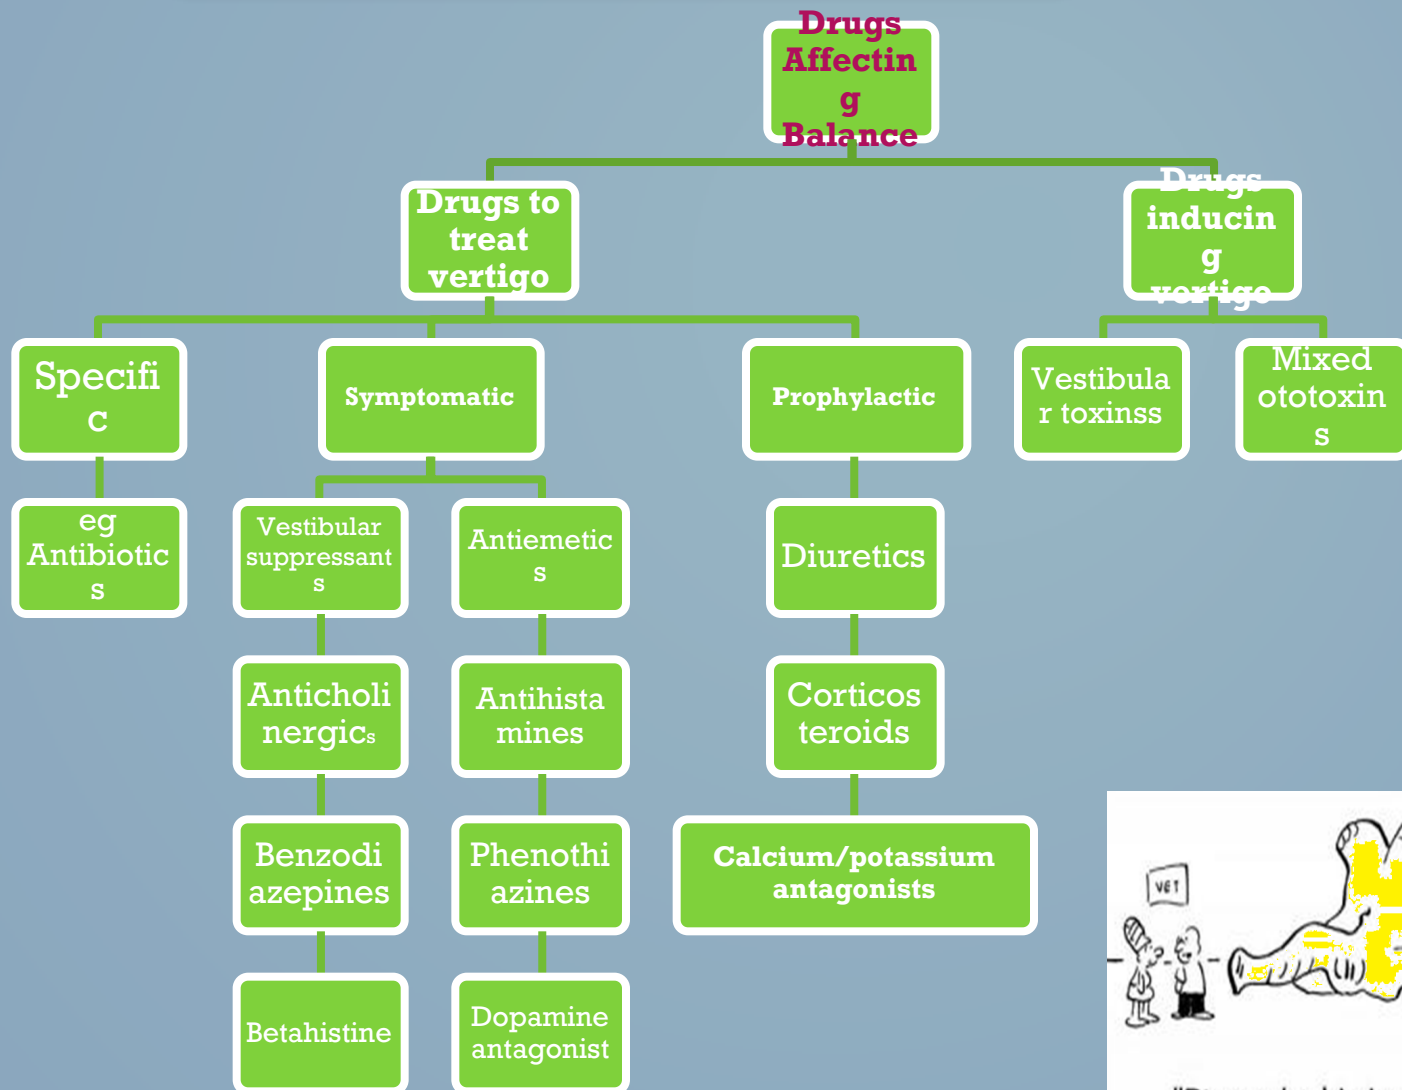 Drugs
Affectin
g
Balance
Drugs to
treat
vertigo
Drugs
inducin
g
vertigo
Specifi
c
Symptomatic
Prophylactic
Vestibula
r toxinss
Mixed
ototoxin
s
eg
Antibiotic
s
Vestibular
suppressant
s
Antiemetic
s
Diuretics
Anticholi
nergics
Antihista
mines
Corticos
teroids
Benzodi
azepines
Phenothi
azines
Calcium/potassium
antagonists
Betahistine
Dopamine
antagonist
VET